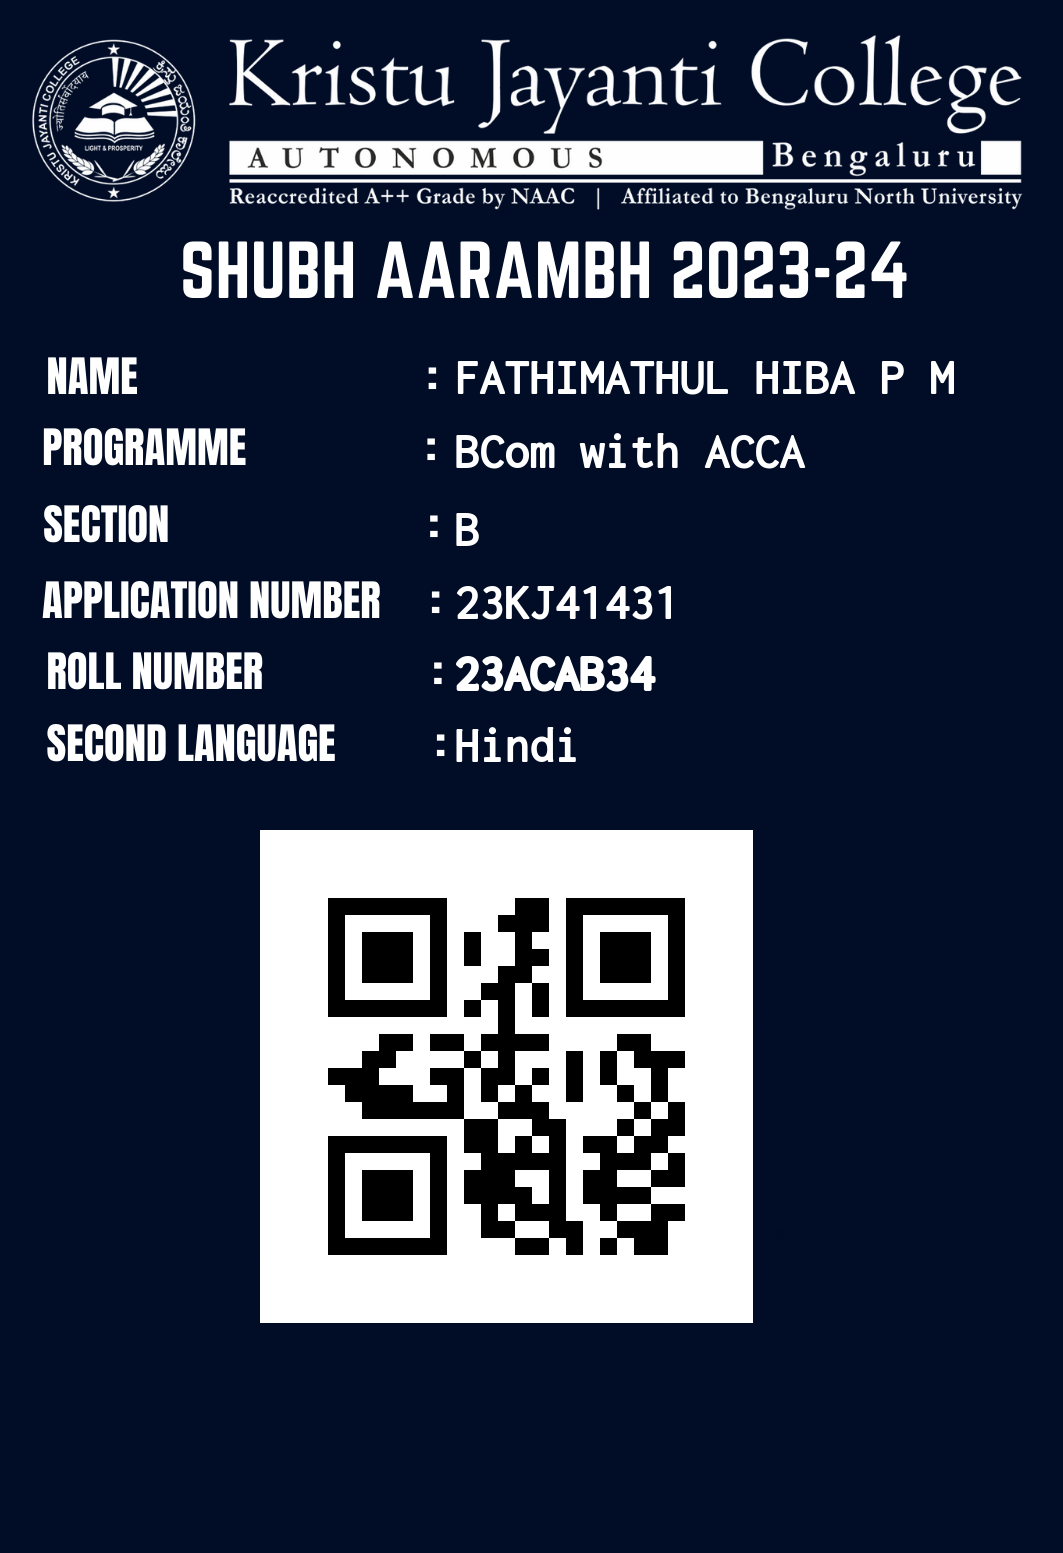 KRISTU JAYANTI COLLEGE
ಕ್ರಿಸ್ತು ಜಯಂತಿ ಕಾಲೇಜು
LIGHT & PROSPERITY
Kristu Jayanti College
AUTONOMOUS Bengaluru
Reaccredited A++ Grade by NAAC | Affiliated to Bengaluru North University
SHUBH AARAMBH 2023-24
NAME : FATHIMATHUL HIBA P M
PROGRAMME : BCom with ACCA
SECTION : B
APPLICATION NUMBER : 23KJ41431
ROLL NUMBER : 23ACAB34
SECOND LANGUAGE : Hindi